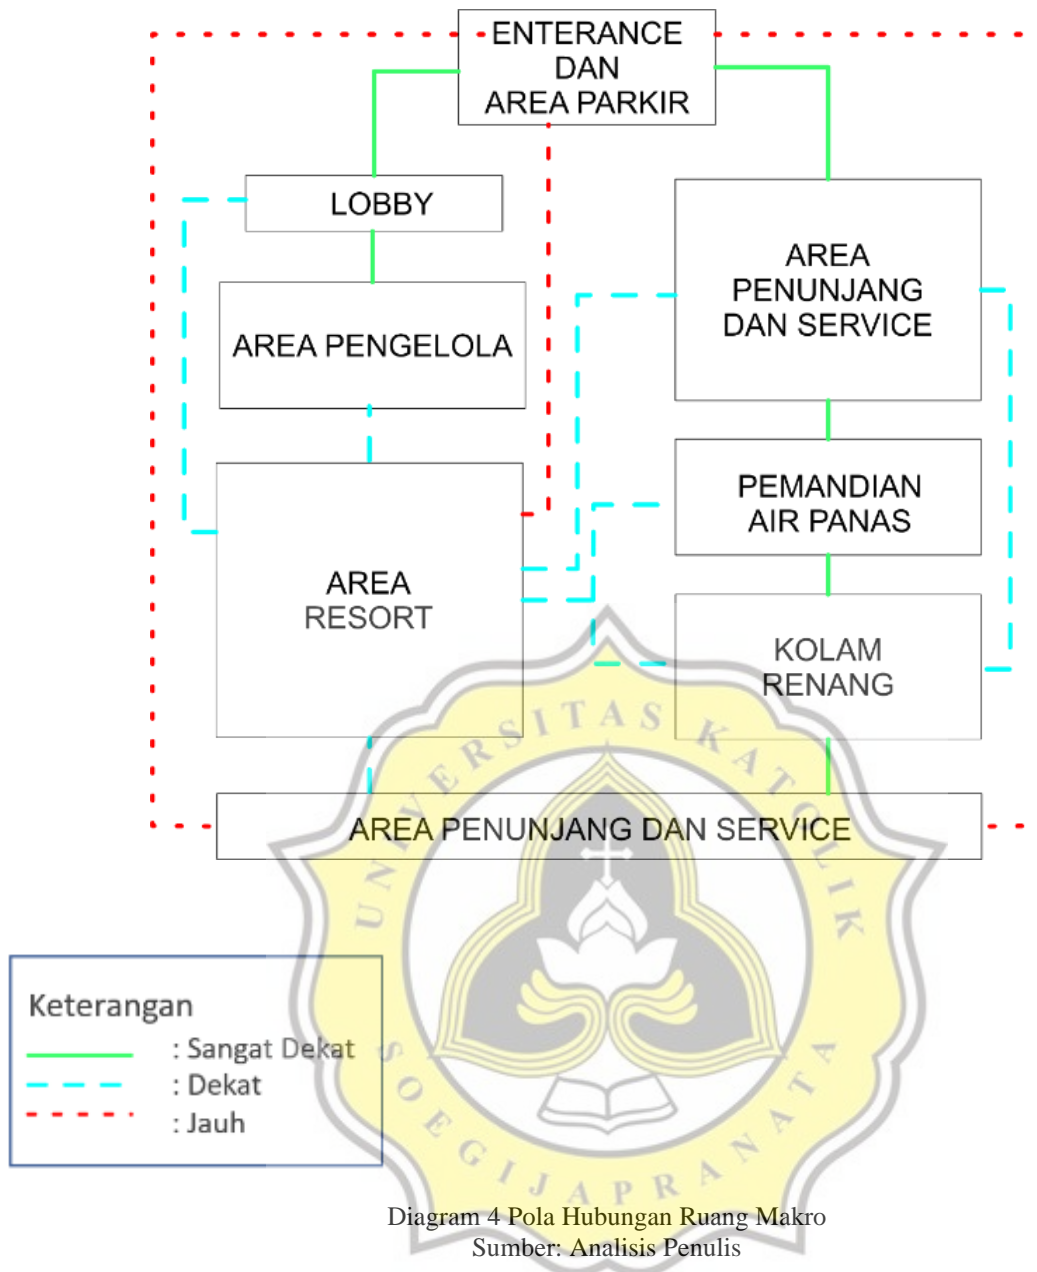 ENTERANCE
DAN
AREA PARKIR
LOBBY
AREA
PENUNJANG
DAN SERVICE
AREA PENGELOLA
PEMANDIAN
AIR PANAS
AREA
RESORT
KOLAM
RENANG
AREA PENUNJANG DAN SERVICE
UNIVERSITAS KATOLIK
SOEGIJAPRANATA
Keterangan
: Sangat Dekat
: Dekat
: Jauh
Diagram 4 Pola Hubungan Ruang Makro
Sumber: Analisis Penulis